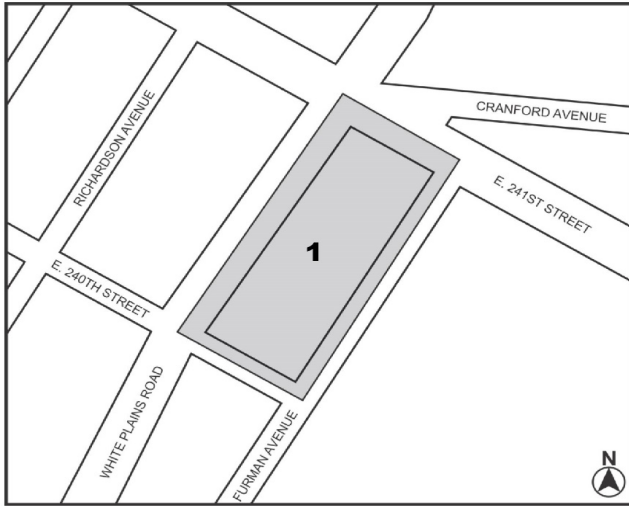 CRANFORD AVENUE
RICHARDSON AVENUE
E. 241ST STREET
1
E. 240TH STREET
WHITE PLAINS ROAD
FURMAN AVENUE
N